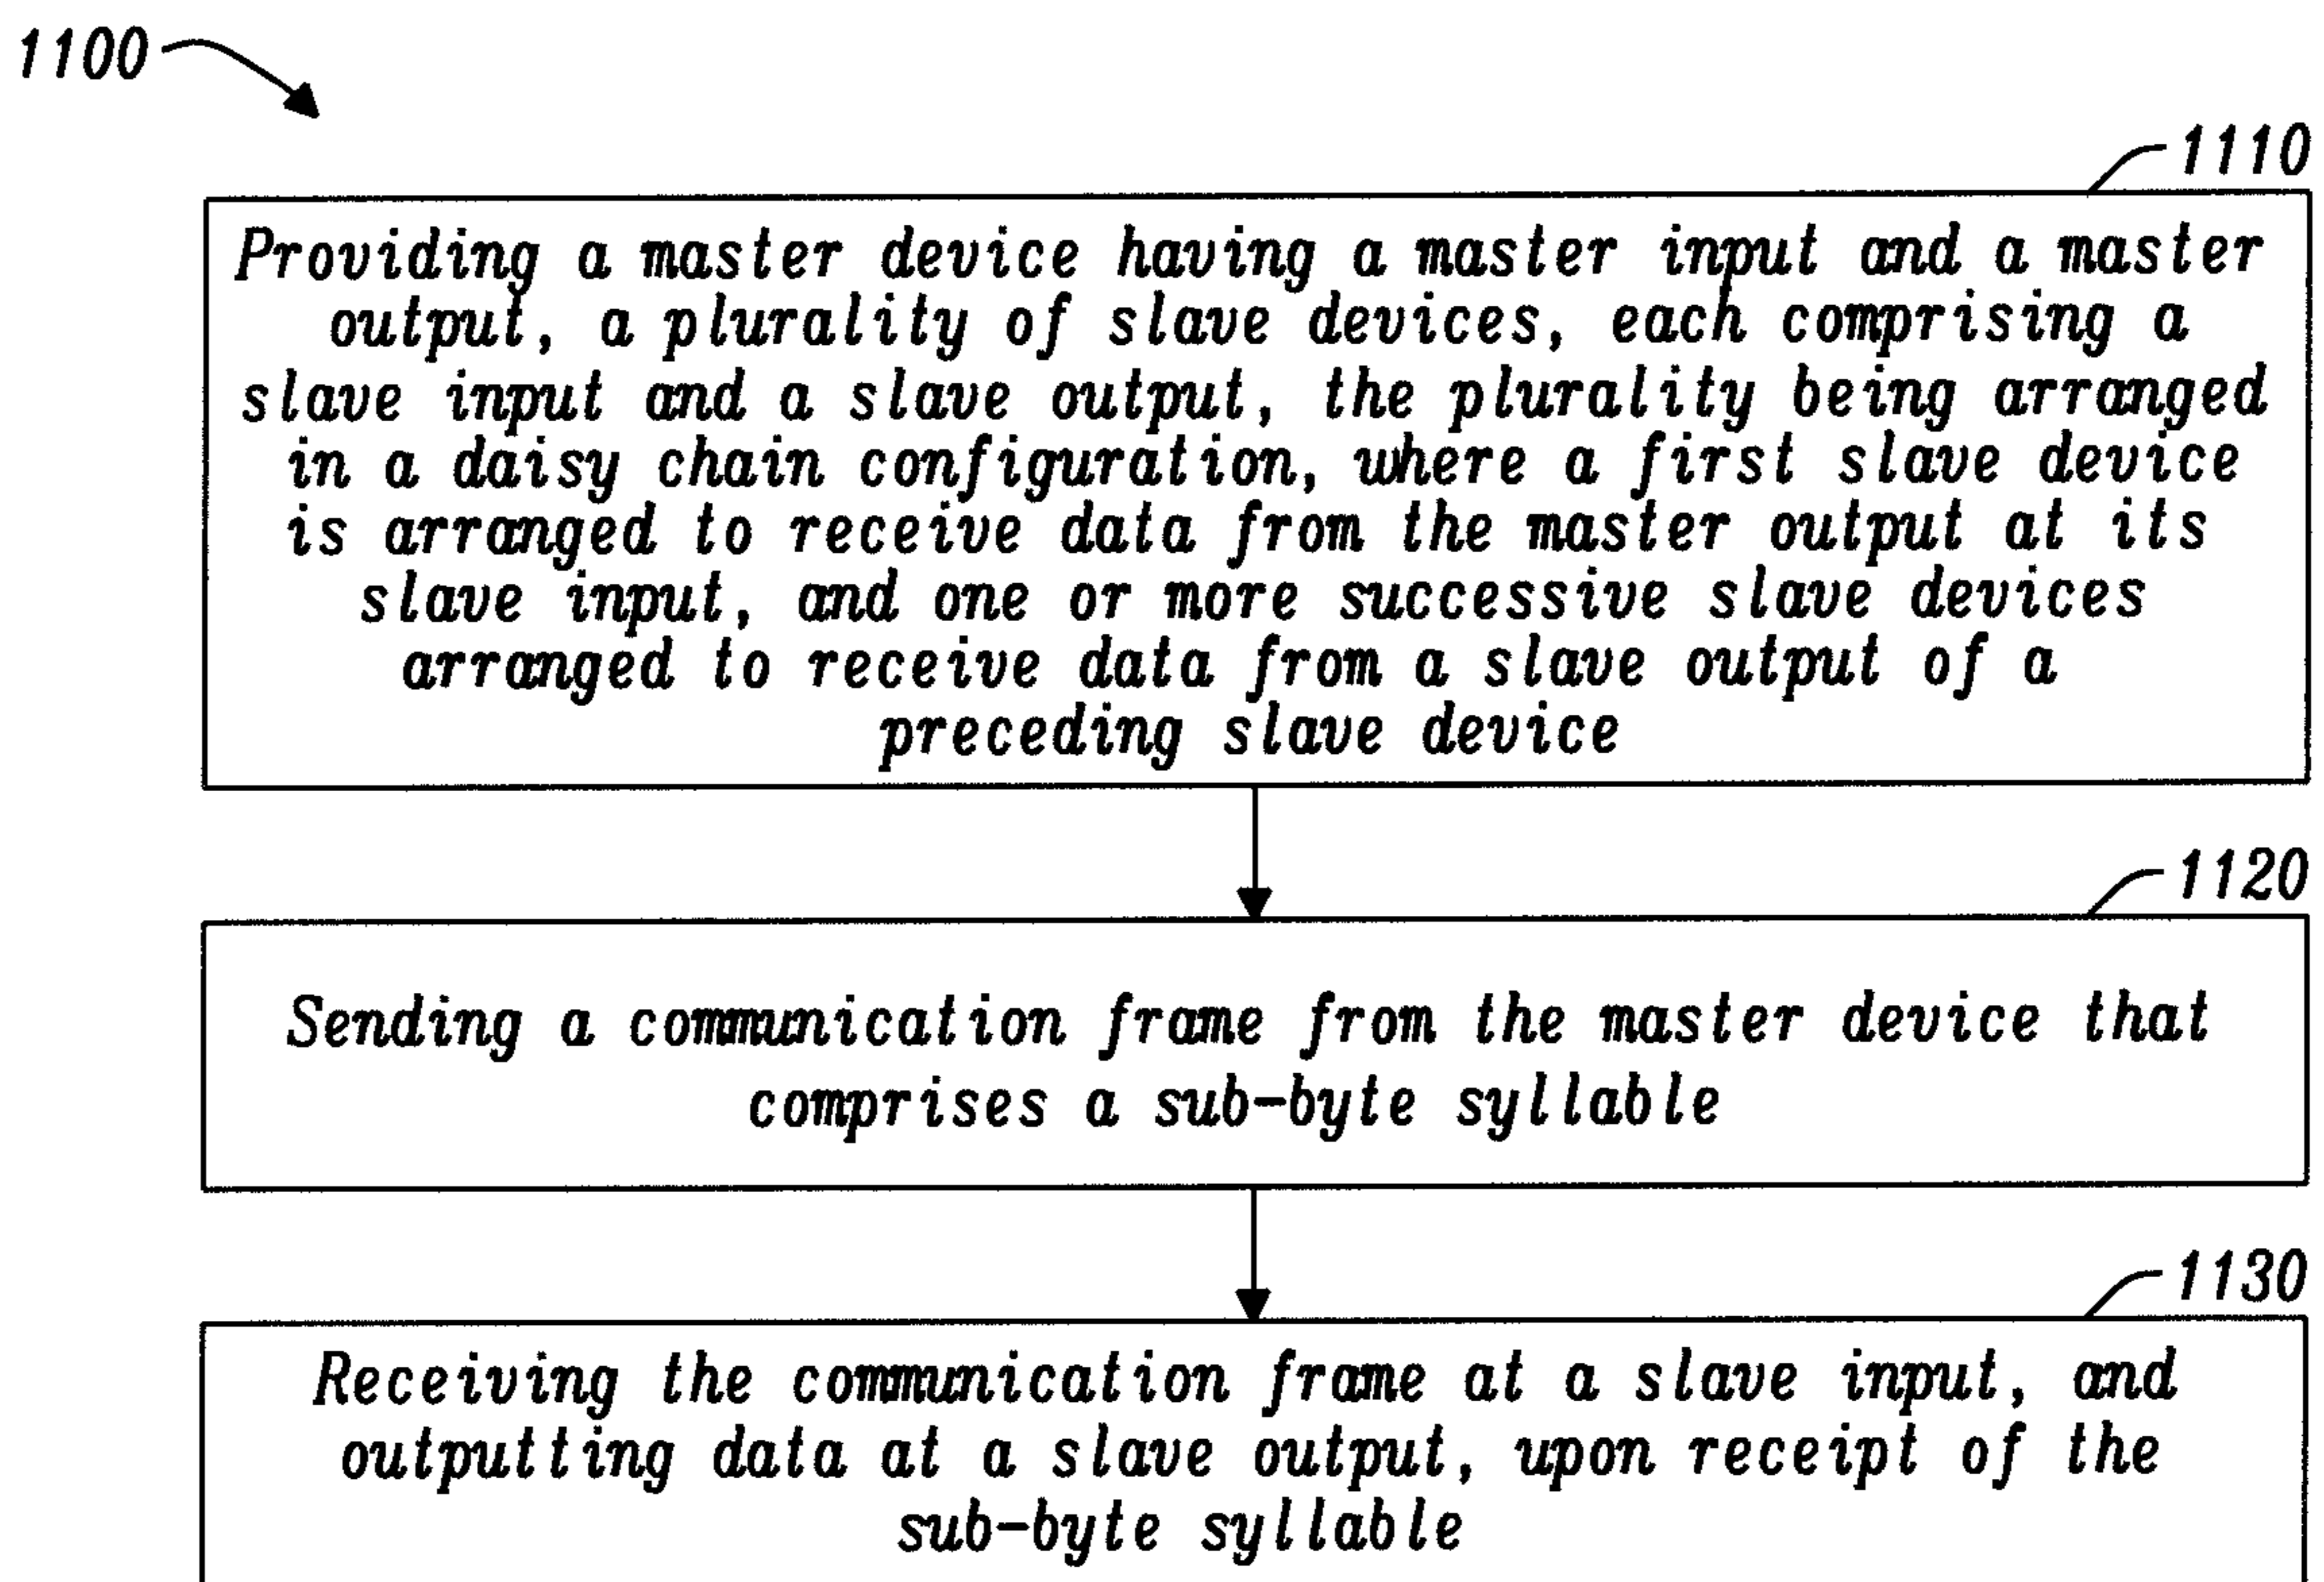 1100
1110
Providing a master device having a master input and a master
output, a plurality of slave devices, each comprising a
slave input and a slave output, the plurality being arranged
in a daisy chain configuration, where a first slave device
is arranged to receive data from the master output at its
slave input, and one or more successive slave devices
arranged to receive data from a slave output of a
preceding slave device
1120
Sending a communication frame from the master device that
comprises a sub-byte syllable
1130
Receiving the communication frame at a slave input, and
outputting data at a slave output, upon receipt of the
sub-byte syllable